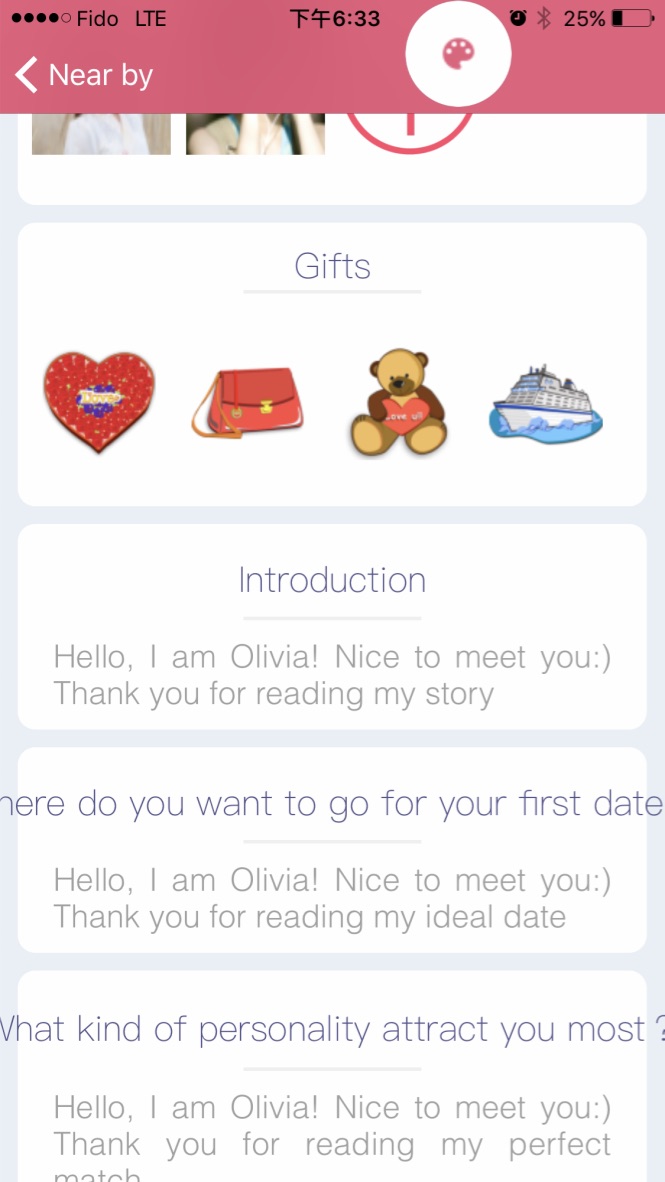 Fido LTE 下午6:33 25%
Near by
Gifts
Love
Love u!!
Introduction
Hello, I am Olivia! Nice to meet you:)
Thank you for reading my story
here do you want to go for your first date
Hello, I am Olivia! Nice to meet you:)
Thank you for reading my ideal date
What kind of personality attract you most ?
Hello, I am Olivia! Nice to meet you:)
Thank you for reading my perfect
match